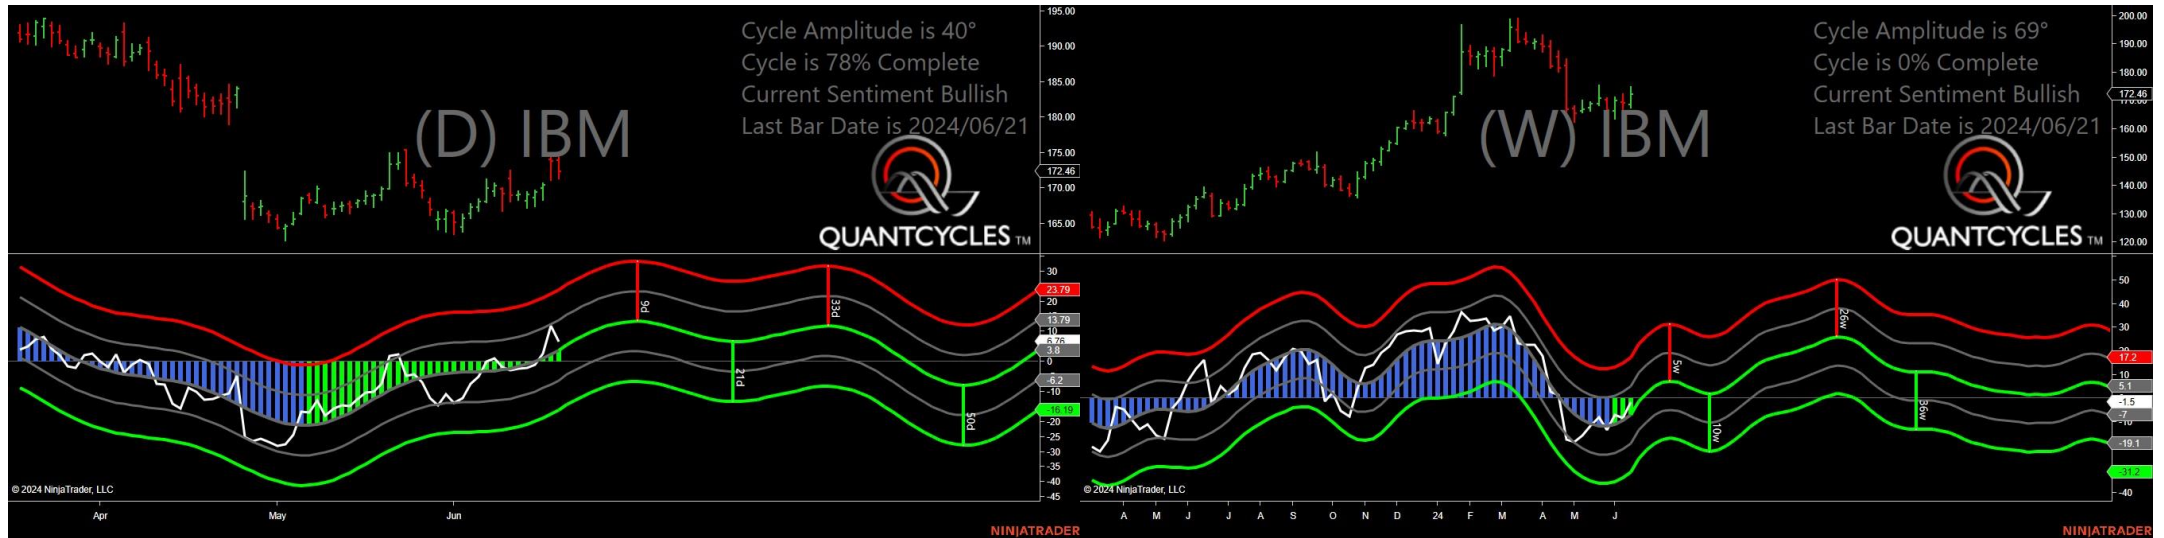 Cycle Amplitude is 40°
Cycle is 78% Complete
Current Sentiment Bullish
Last Bar Date is 2024/06/21
(D) IBM
QUANTCYCLES TM
195.00
190.00
185.00
180.00
175.00
172.46
170.00
165.00
30
23.79
20
13.79
10
6.76
3.8
0
-6.2
-10
-16.19
-20
-25
-30
-35
-40
-45
9d
21d
33d
50d
© 2024 NinjaTrader, LLC
Apr May Jun
NINJATRADER
Cycle Amplitude is 69°
Cycle is 0% Complete
Current Sentiment Bullish
Last Bar Date is 2024/06/21
(W) IBM
QUANTCYCLES TM
200.00
190.00
180.00
172.46
160.00
150.00
140.00
130.00
120.00
50
40
30
17.2
10
5.1
-1.5
-7
-19.1
-31.2
-40
5w
10w
26w
36w
© 2024 NinjaTrader, LLC
A M J J A S O N D 24 F M A M J
NINJATRADER